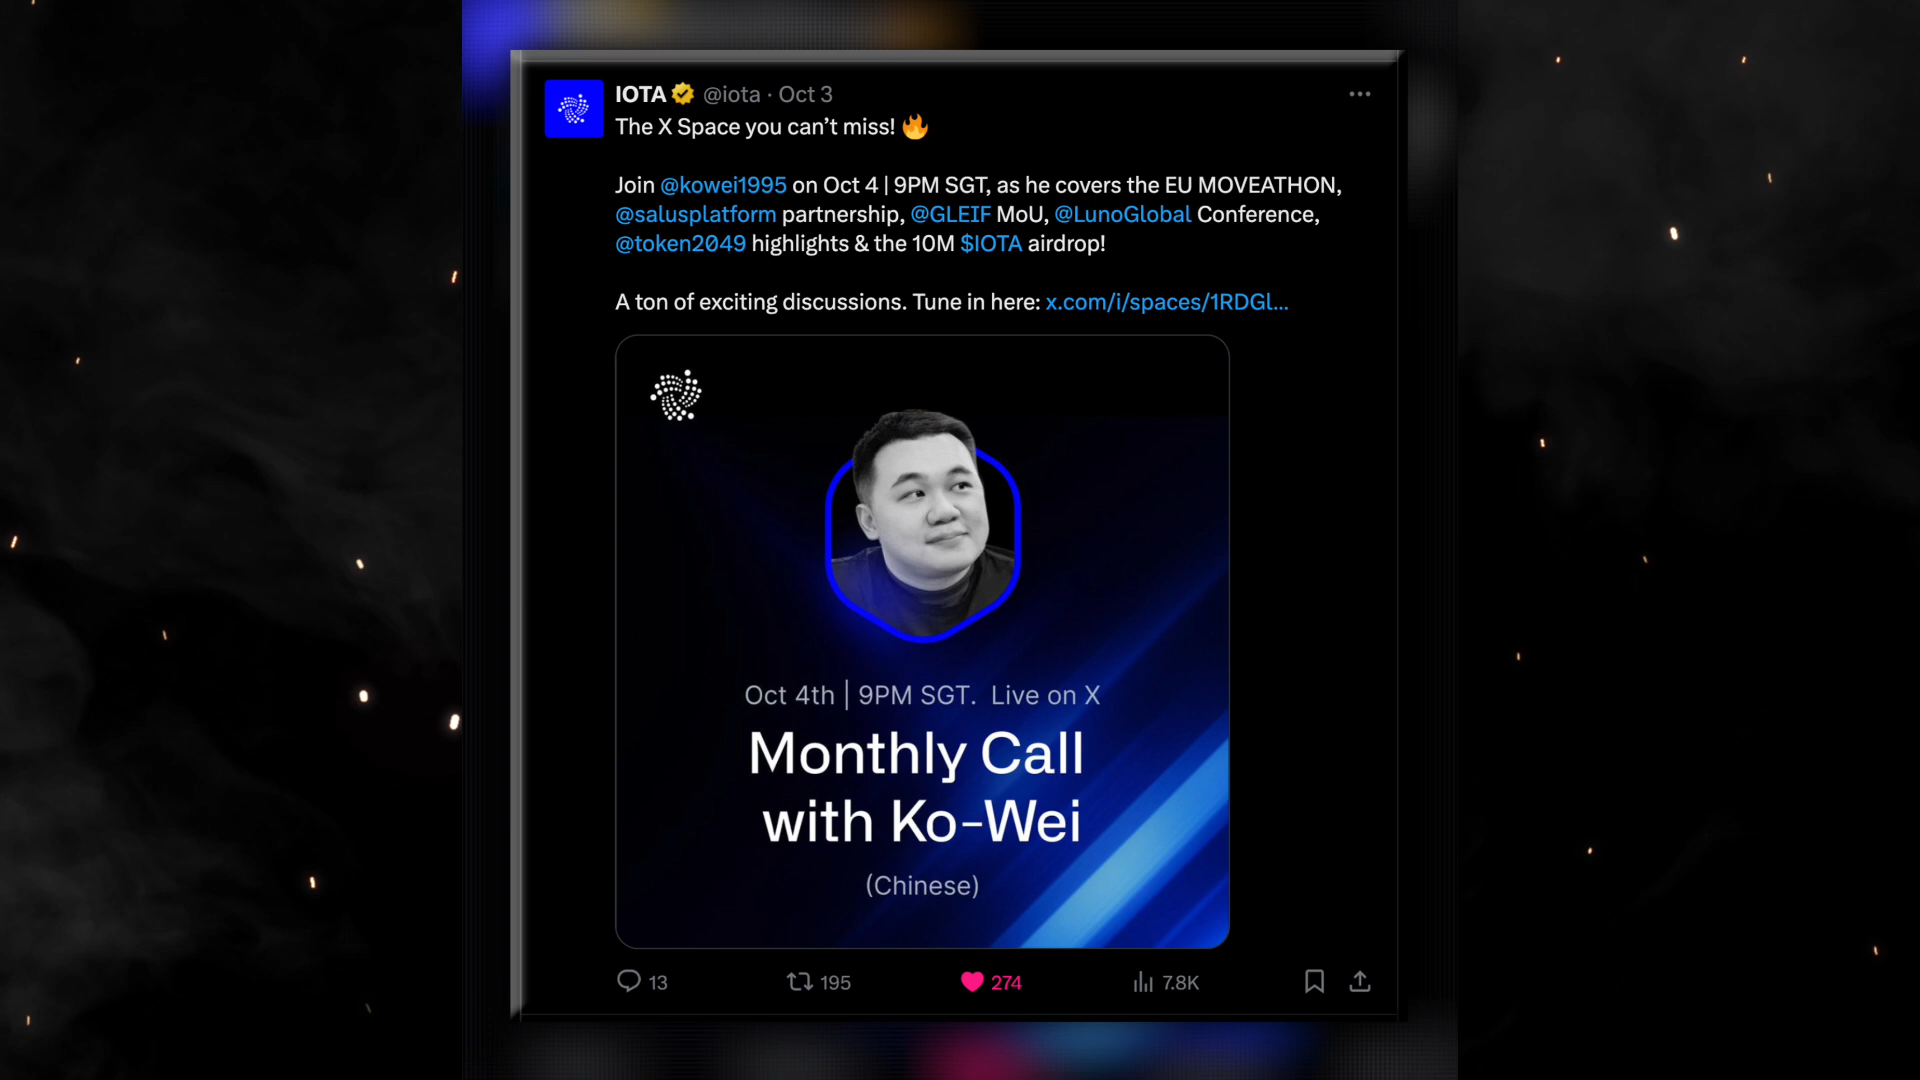 IOTA @iota · Oct 3
The X Space you can’t miss! 🔥
Join @kowei1995 on Oct 4 | 9PM SGT, as he covers the EU MOVEATHON,
@salusplatform partnership, @GLEIF MoU, @LunoGlobal Conference,
@token2049 highlights & the 10M $IOTA airdrop!
A ton of exciting discussions. Tune in here: x.com/i/spaces/1RDGl...
Oct 4th | 9PM SGT. Live on X
Monthly Call
with Ko-Wei
(Chinese)
13 195 274 7.8K